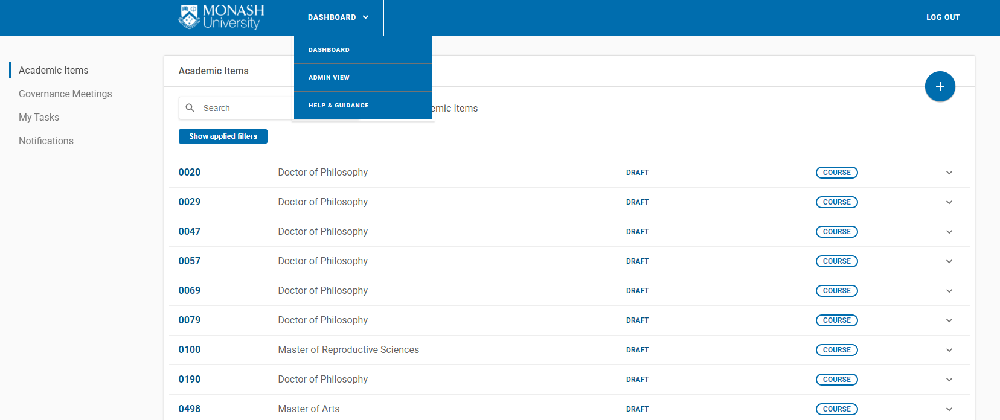 MONASH
University
DASHBOARD
LOG OUT
DASHBOARD
ADMIN VIEW
HELP & GUIDANCE
Academic Items
Governance Meetings
My Tasks
Notifications
Academic Items
Search
emic Items
Show applied filters
0020 Doctor of Philosophy DRAFT COURSE
0029 Doctor of Philosophy DRAFT COURSE
0047 Doctor of Philosophy DRAFT COURSE
0057 Doctor of Philosophy DRAFT COURSE
0069 Doctor of Philosophy DRAFT COURSE
0079 Doctor of Philosophy DRAFT COURSE
0100 Master of Reproductive Sciences DRAFT COURSE
0190 Doctor of Philosophy DRAFT COURSE
0498 Master of Arts DRAFT COURSE